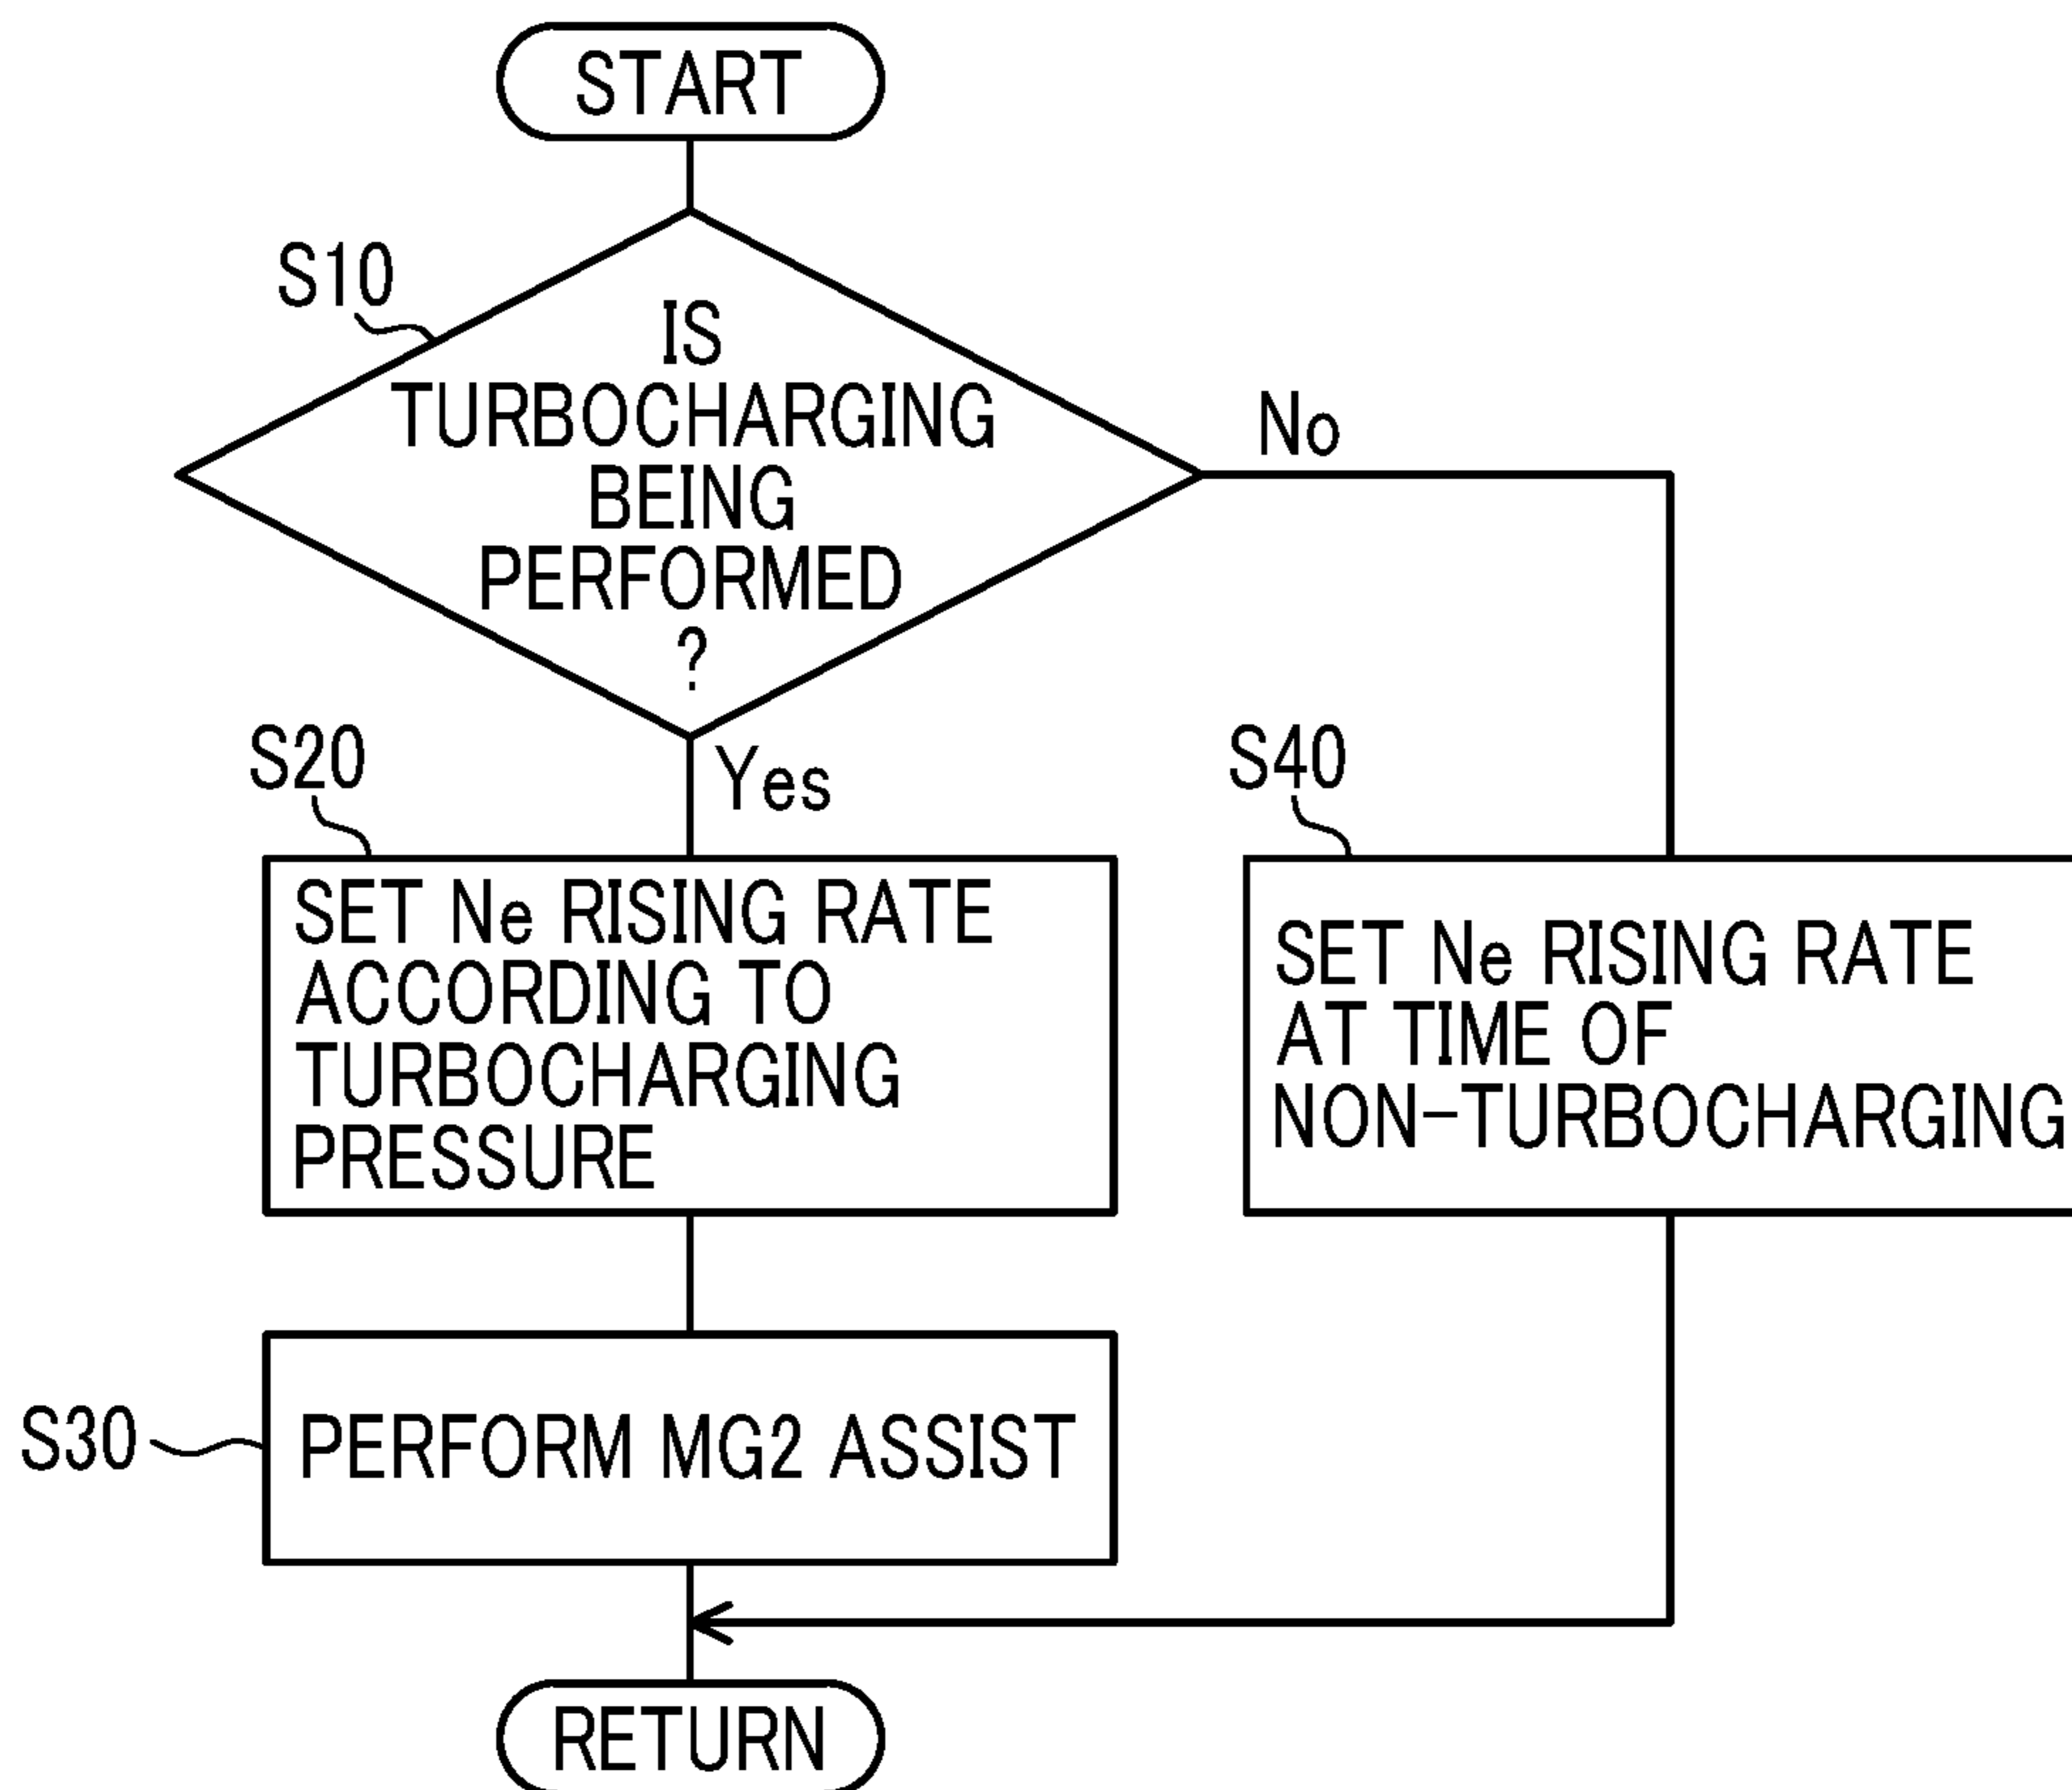 START
S10
IS
TURBOCHARGING
BEING
PERFORMED
?
No
Yes
S20
SET Ne RISING RATE
ACCORDING TO
TURBOCHARGING
PRESSURE
S40
SET Ne RISING RATE
AT TIME OF
NON-TURBOCHARGING
S30
PERFORM MG2 ASSIST
RETURN